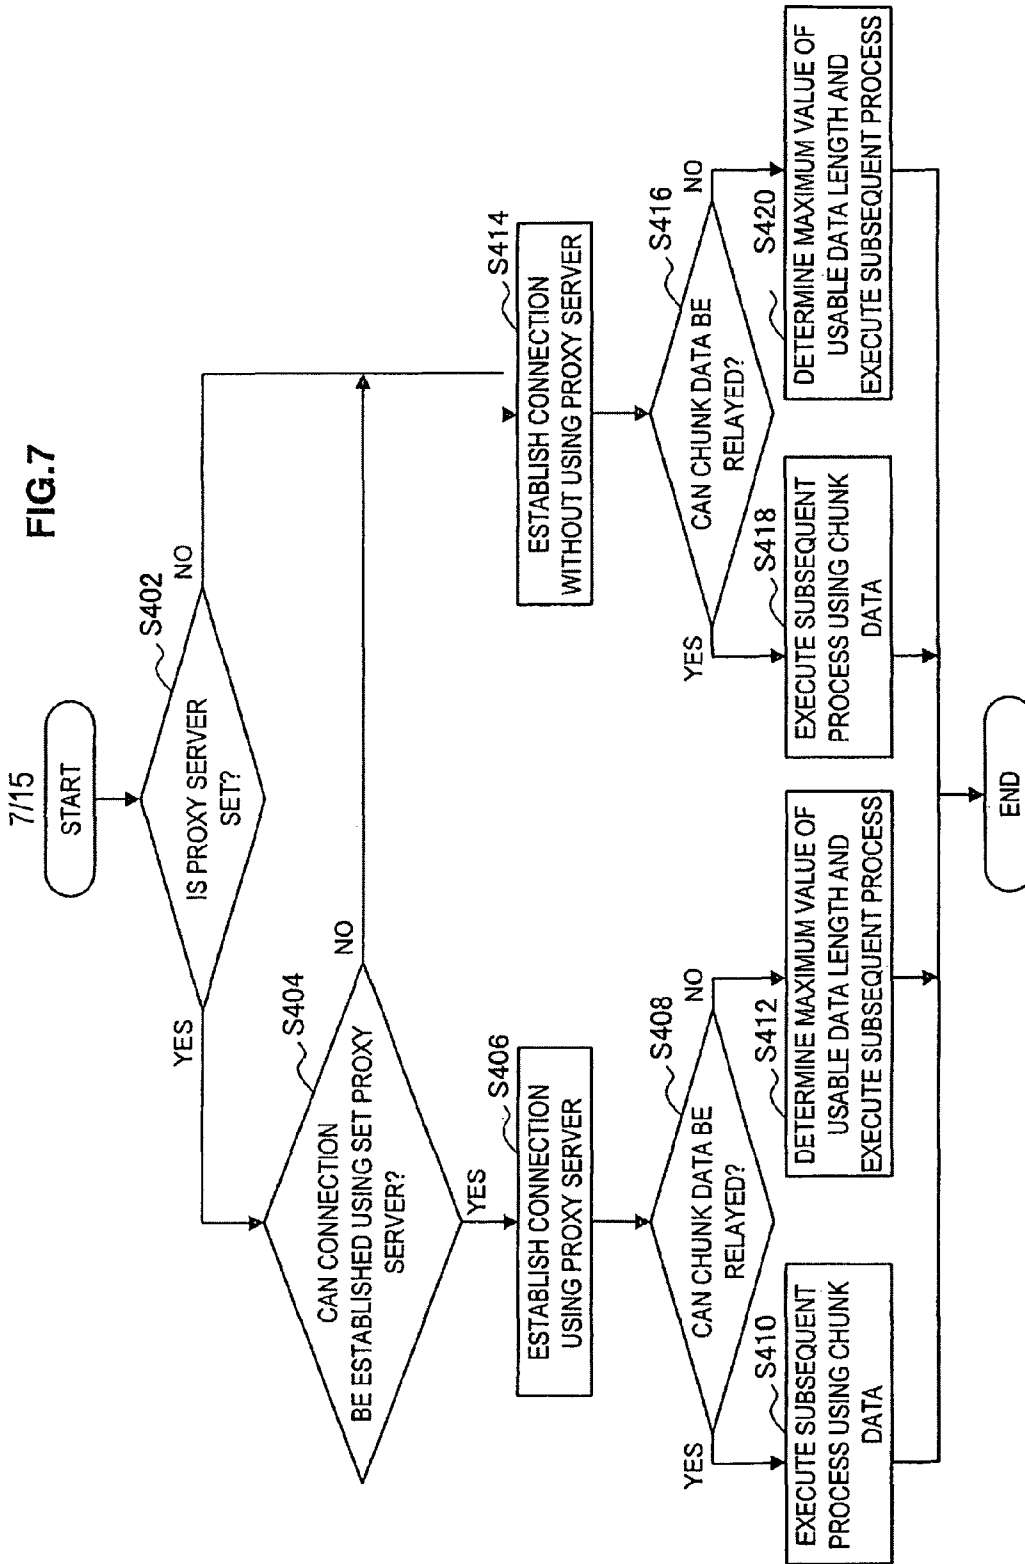 7/15
FIG.7
START
IS PROXY SERVER
SET?
S402
YES
NO
CAN CONNECTION
BE ESTABLISHED USING SET PROXY
SERVER?
S404
NO
YES
ESTABLISH CONNECTION
USING PROXY SERVER
S406
ESTABLISH CONNECTION
WITHOUT USING PROXY SERVER
S414
CAN CHUNK DATA BE
RELAYED?
S408
YES
NO
CAN CHUNK DATA BE
RELAYED?
S416
YES
NO
S410
EXECUTE SUBSEQUENT
PROCESS USING CHUNK
DATA
S412
DETERMINE MAXIMUM VALUE OF
USABLE DATA LENGTH AND
EXECUTE SUBSEQUENT PROCESS
S418
EXECUTE SUBSEQUENT
PROCESS USING CHUNK
DATA
S420
DETERMINE MAXIMUM VALUE OF
USABLE DATA LENGTH AND
EXECUTE SUBSEQUENT PROCESS
END